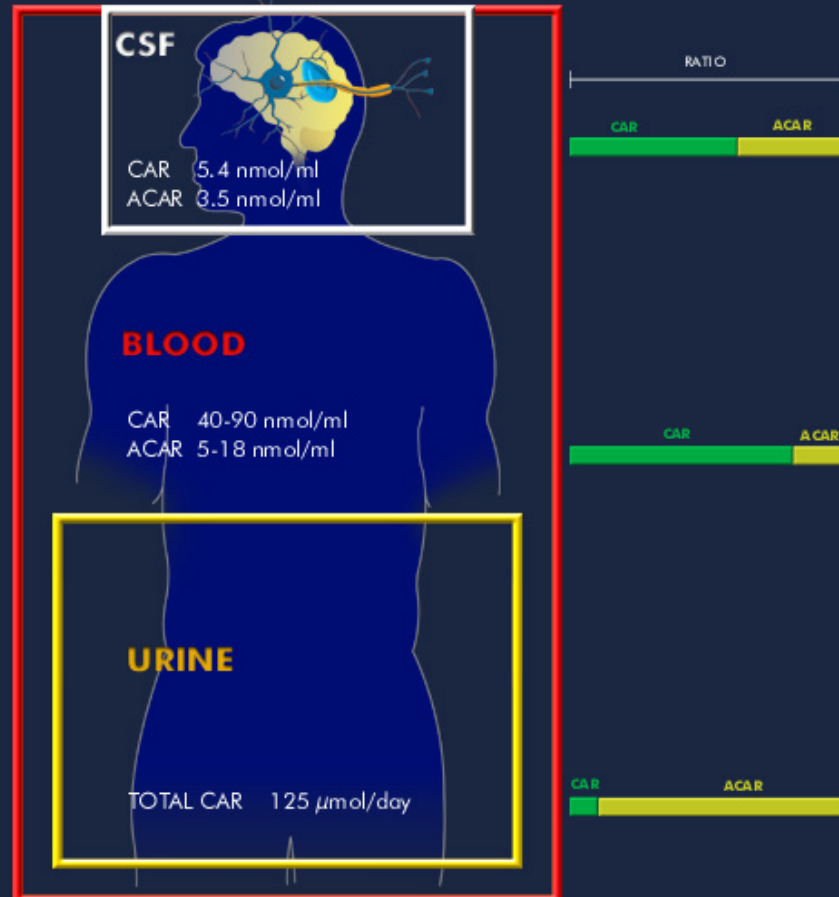 CSF
CAR 5.4 nmol/ml
ACAR 3.5 nmol/ml
RATIO
CAR ACAR
BLOOD
CAR 40-90 nmol/ml
ACAR 5-18 nmol/ml
CAR ACAR
URINE
TOTAL CAR 125 µmol/day
CAR ACAR